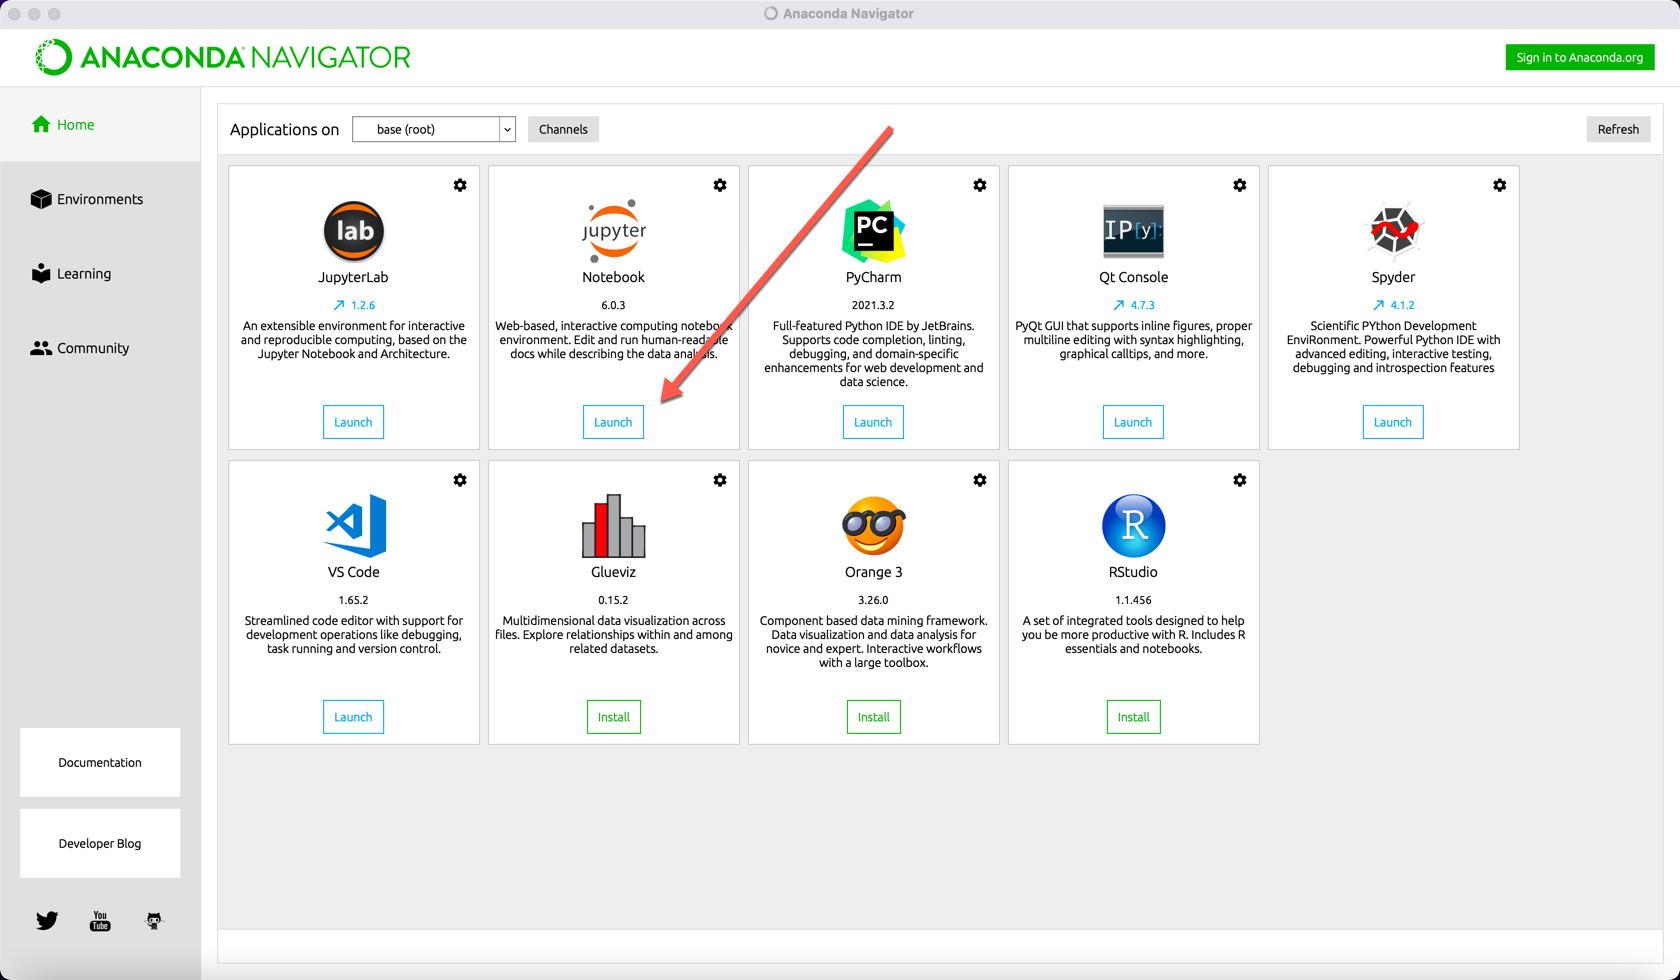 Anaconda Navigator
ANACONDA NAVIGATOR
Sign in to Anaconda.org
Home
Environments
Learning
Community
Documentation
Developer Blog
You
Tube
Applications on
base (root)
Channels
Refresh
lab
JupyterLab
1.2.6
An extensible environment for interactive
and reproducible computing, based on the
Jupyter Notebook and Architecture.
Launch
jupyter
Notebook
6.0.3
Web-based, interactive computing notebook
environment. Edit and run human-readable
docs while describing the data analysis.
Launch
PC
PyCharm
2021.3.2
Full-featured Python IDE by JetBrains.
Supports code completion, linting,
debugging, and domain-specific
enhancements for web development and
data science.
Launch
IP[y]:
Qt Console
4.7.3
PyQt GUI that supports inline figures, proper
multiline editing with syntax highlighting,
graphical calltips, and more.
Launch
Spyder
4.1.2
Scientific PYthon Development
EnviRonment. Powerful Python IDE with
advanced editing, interactive testing,
debugging and introspection features
Launch
VS Code
1.65.2
Streamlined code editor with support for
development operations like debugging,
task running and version control.
Launch
Glueviz
0.15.2
Multidimensional data visualization across
files. Explore relationships within and among
related datasets.
Install
Orange 3
3.26.0
Component based data mining framework.
Data visualization and data analysis for
novice and expert. Interactive workflows
with a large toolbox.
Install
R
RStudio
1.1.456
A set of integrated tools designed to help
you be more productive with R. Includes R
essentials and notebooks.
Install